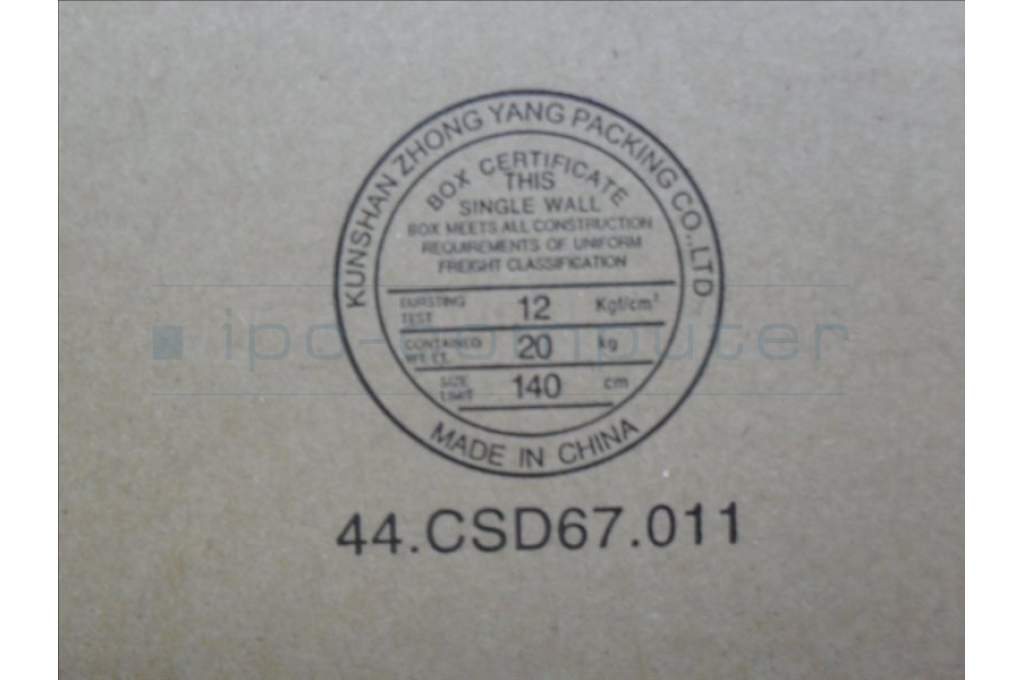 KUNSHAN ZHONG YANG PACKING CO.,LTD
BOX CERTIFICATE
THIS
SINGLE WALL
BOX MEETS ALL CONSTRUCTION
REQUIREMENTS OF UNIFORM
FREIGHT CLASSIFICATION
BURSTING TEST 12 Kgf/cm²
CONTAINED 20 kg
SIZE LIMIT 140 cm
MADE IN CHINA
ipc-computer
44.CSD67.011